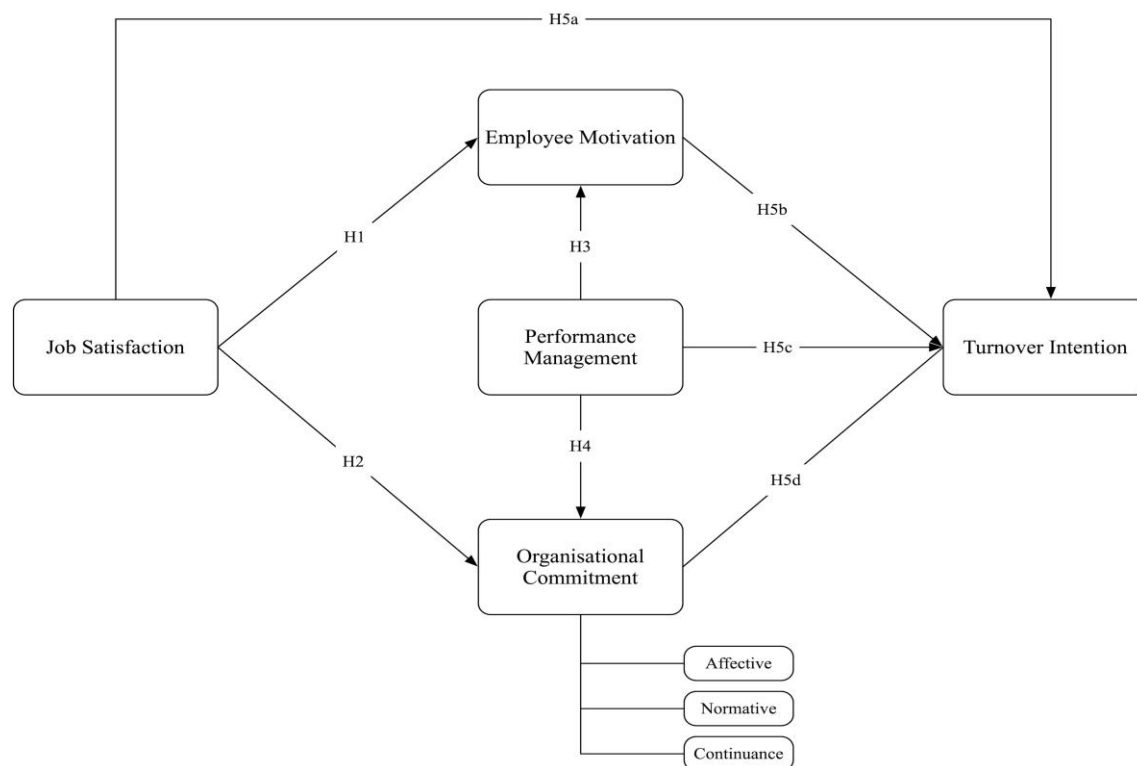 H5a
Employee Motivation
H5b
H1
H3
Job Satisfaction
Performance
Management
H5c
Turnover Intention
H4
H2
H5d
Organisational
Commitment
Affective
Normative
Continuance